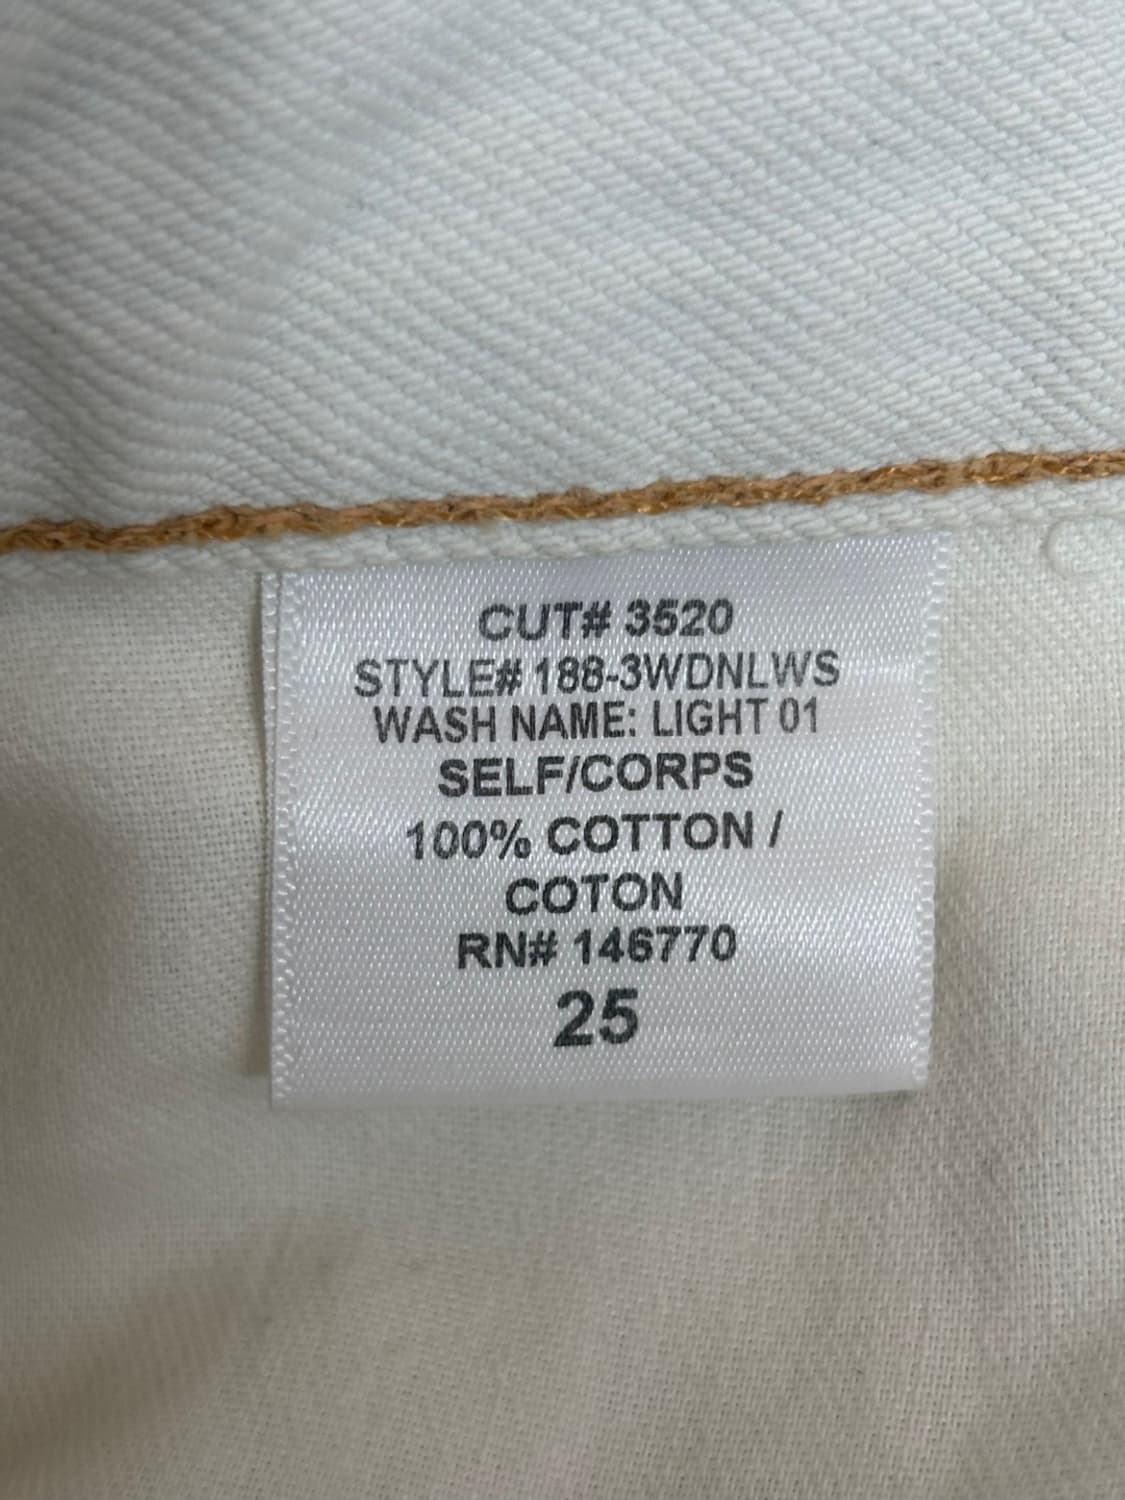 CUT# 3520
STYLE# 188-3WDNLWS
WASH NAME: LIGHT 01
SELF/CORPS
100% COTTON /
COTON
RN# 146770
25